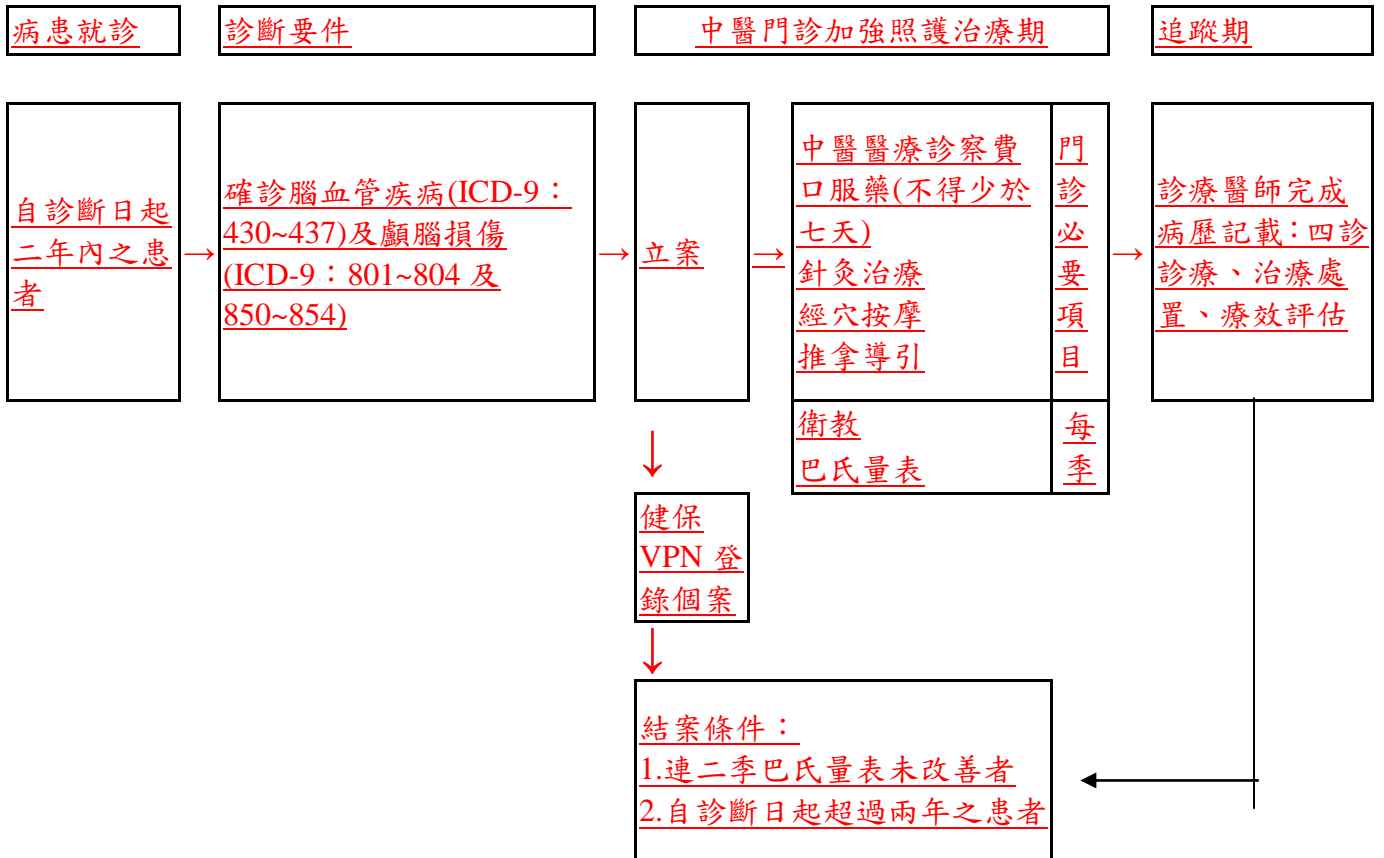 病患就診
診斷要件
中醫門診加強照護治療期
追蹤期
自診斷日起
二年內之患
者
→
確診腦血管疾病(ICD-9：
430~437)及顱腦損傷
(ICD-9：801~804 及
850~854)
→
立案
→
中醫醫療診察費
口服藥(不得少於
七天)
針灸治療
經穴按摩
推拿導引
門
診
必
要
項
目
→
診療醫師完成
病歷記載：四診
診療、治療處
置、療效評估
衛教
巴氏量表
每
季
↓
健保
VPN 登
錄個案
↓
結案條件：
1.連二季巴氏量表未改善者
2.自診斷日起超過兩年之患者